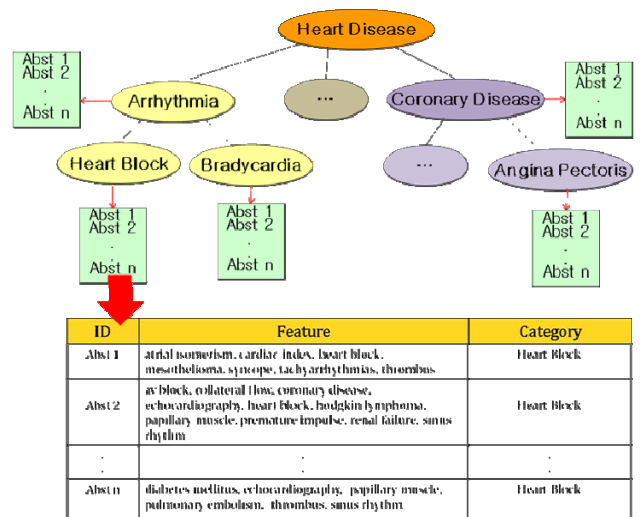 Heart Disease
Abst 1
Abst 2
.
.
Abst n
Arrhythmia
...
Coronary Disease
Abst 1
Abst 2
.
Abst n
Heart Block
Bradycardia
...
Angina Pectoris
Abst 1
Abst 2
.
.
Abst n
Abst 1
Abst 2
.
.
Abst n
Abst 1
Abst 2
.
.
Abst n
ID Feature Category
Abst 1 atrial isomerism, cardiac index, heart block, Heart Block
mesothelioma, syncope, tachyarrhythmias, thrombus
av block, collateral flow, coronary disease,
Abst 2 echocardiography, heart block, hodgkin lymphoma, Heart Block
papillary muscle, premature impulse, renal failure, sinus
rhythm
: : :
Abst n diabetes mellitus, echocardiography, papillary muscle, Heart Block
pulmonary embolism, thrombus, sinus rhythm